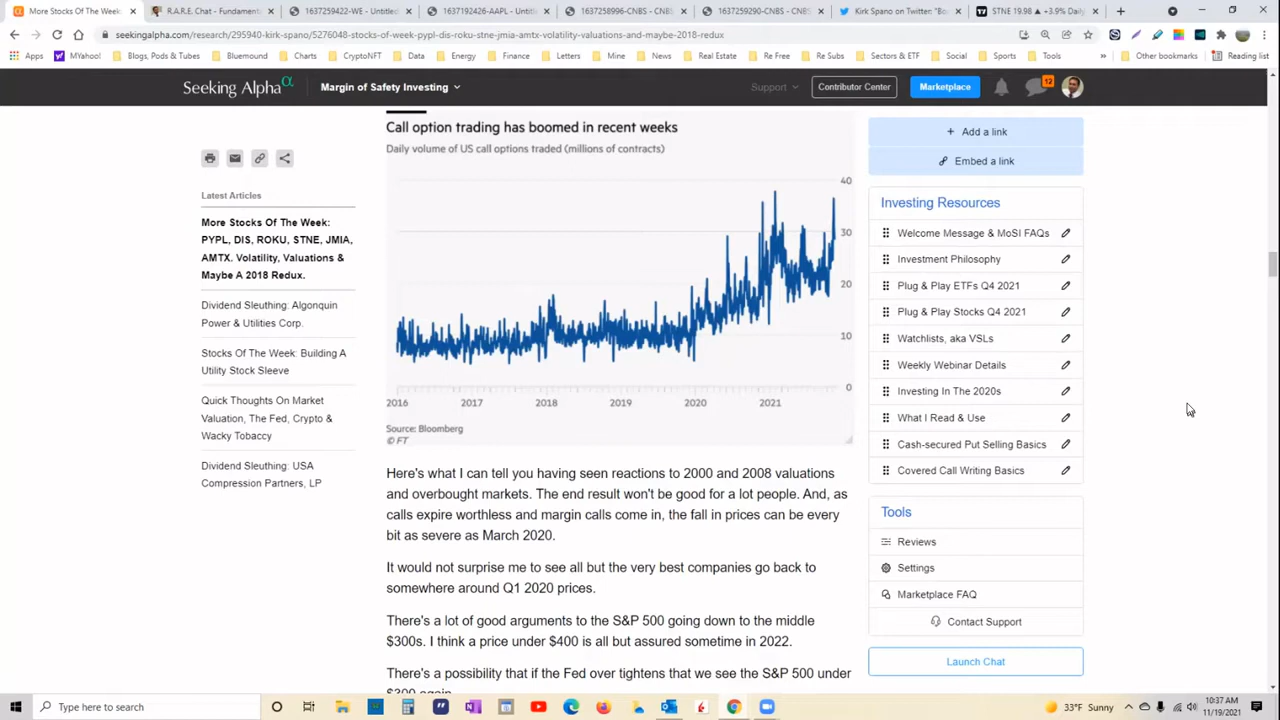 More Stocks Of The Week:
R.A.R.E. Chat - Fundament
1637259422-WE - Untitled
1637192426-AAPL - Untitl
1637258996-CNBS - Untitl
1637259290-CNBS - Untitl
Kirk Spano on Twitter: "Boo
STNE 19.98 ▲ +3.9% Daily
seekingalpha.com/research/295940-kirk-spano/5276048-stocks-of-week-pypl-dis-roku-stne-jmia-amtx-volatility-valuations-and-maybe-2018-redux
Apps
MYahoo!
Blogs, Pods & Tubes
Bluemound
Charts
CryptoNFT
Data
Energy
Finance
Letters
Mine
News
Biz
Re Free
Re Subs
Sectors & ETF
Social
Sports
Tools
»
Other bookmarks
Reading list
Seeking Alpha α
Margin of Safety Investing
Support
Contributor Center
Marketplace
12
Latest Articles
More Stocks Of The Week:
PYPL, DIS, ROKU, STNE, JMIA,
AMTX. Volatility, Valuations &
Maybe A 2018 Redux.
Dividend Sleuthing: Algonquin
Power & Utilities Corp.
Stocks Of The Week: Building A
Utility Stock Sleeve
Quick Thoughts On Market
Valuation, The Fed, Crypto &
Wacky Tobaccy
Dividend Sleuthing: USA
Compression Partners, LP
Call option trading has boomed in recent weeks
Daily volume of US call options traded (millions of contracts)
40
30
20
10
0
2016 2017 2018 2019 2020 2021
Source: Bloomberg
© FT
Here's what I can tell you having seen reactions to 2000 and 2008 valuations
and overbought markets. The end result won't be good for a lot people. And, as
calls expire worthless and margin calls come in, the fall in prices can be every
bit as severe as March 2020.
It would not surprise me to see all but the very best companies go back to
somewhere around Q1 2020 prices.
There's a lot of good arguments to the S&P 500 going down to the middle
$300s. I think a price under $400 is all but assured sometime in 2022.
There's a possibility that if the Fed over tightens that we see the S&P 500 under
$300 again.
+ Add a link
Embed a link
Investing Resources
Welcome Message & MoSI FAQs
Investment Philosophy
Plug & Play ETFs Q4 2021
Plug & Play Stocks Q4 2021
Watchlists, aka VSLs
Weekly Webinar Details
Investing In The 2020s
What I Read & Use
Cash-secured Put Selling Basics
Covered Call Writing Basics
Tools
Reviews
Settings
Marketplace FAQ
Contact Support
Launch Chat
Type here to search
33°F Sunny
10:37 AM
11/19/2021